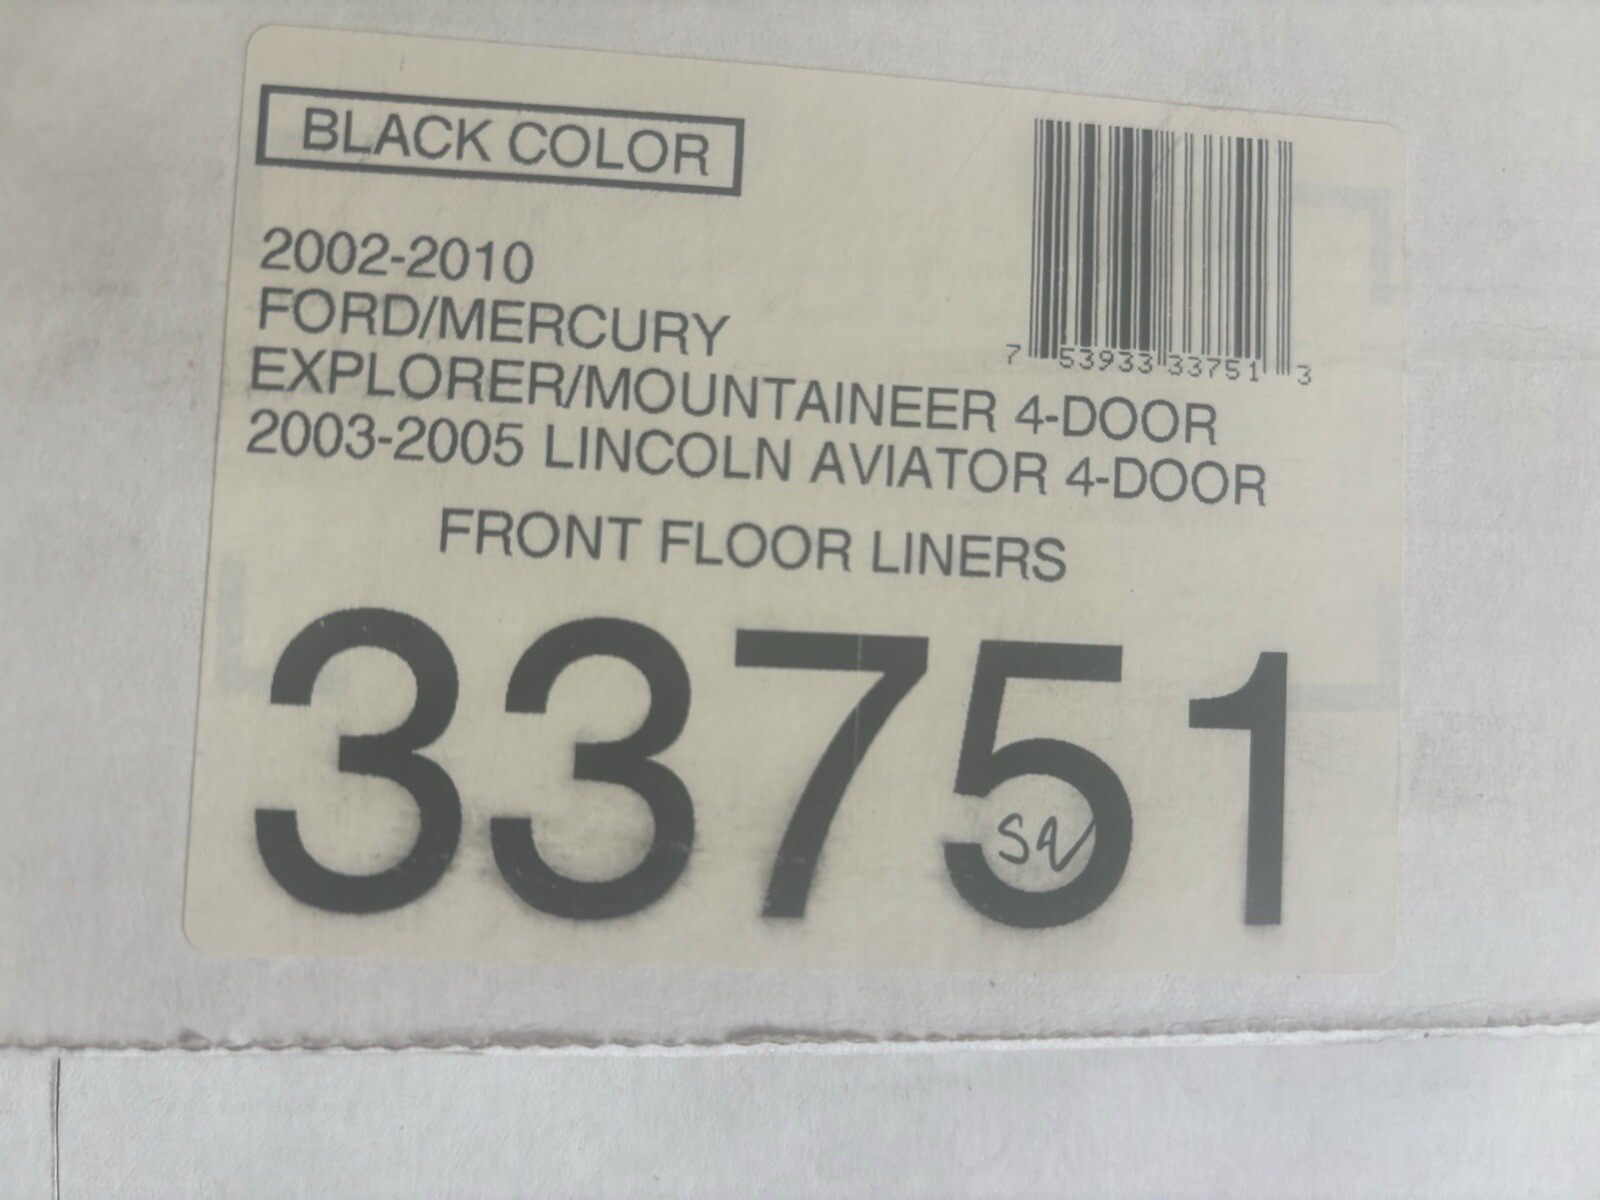 BLACK COLOR
2002-2010
FORD/MERCURY
EXPLORER/MOUNTAINEER 4-DOOR
2003-2005 LINCOLN AVIATOR 4-DOOR
7 53933 33751 3
FRONT FLOOR LINERS
33751